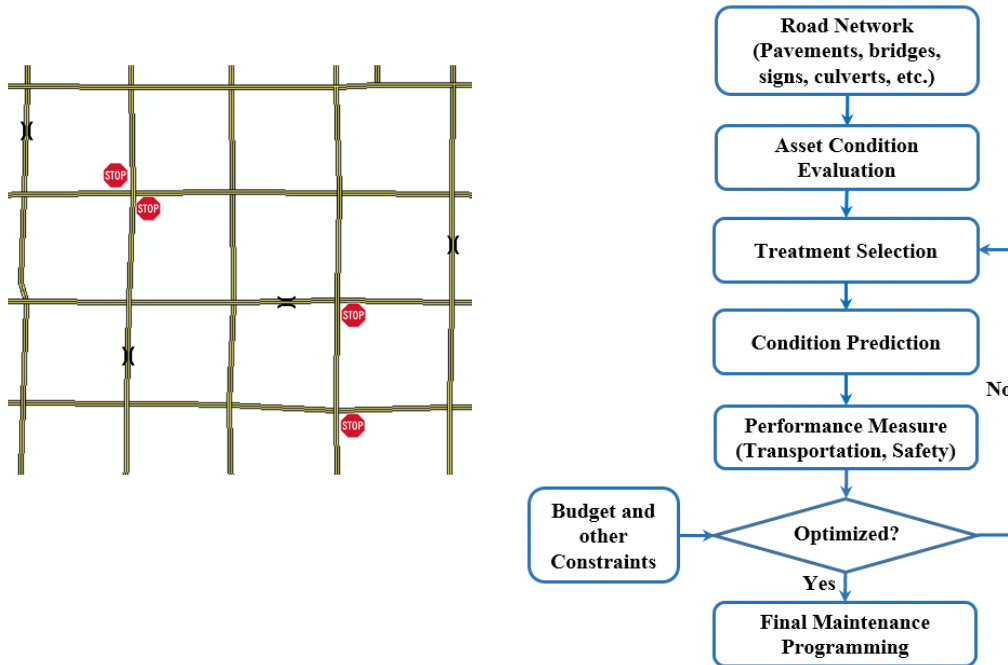 STOP
STOP
STOP
STOP
Road Network
(Pavements, bridges,
signs, culverts, etc.)
Asset Condition
Evaluation
Treatment Selection
Condition Prediction
No
Performance Measure
(Transportation, Safety)
Budget and
other
Constraints
Optimized?
Yes
Final Maintenance
Programming